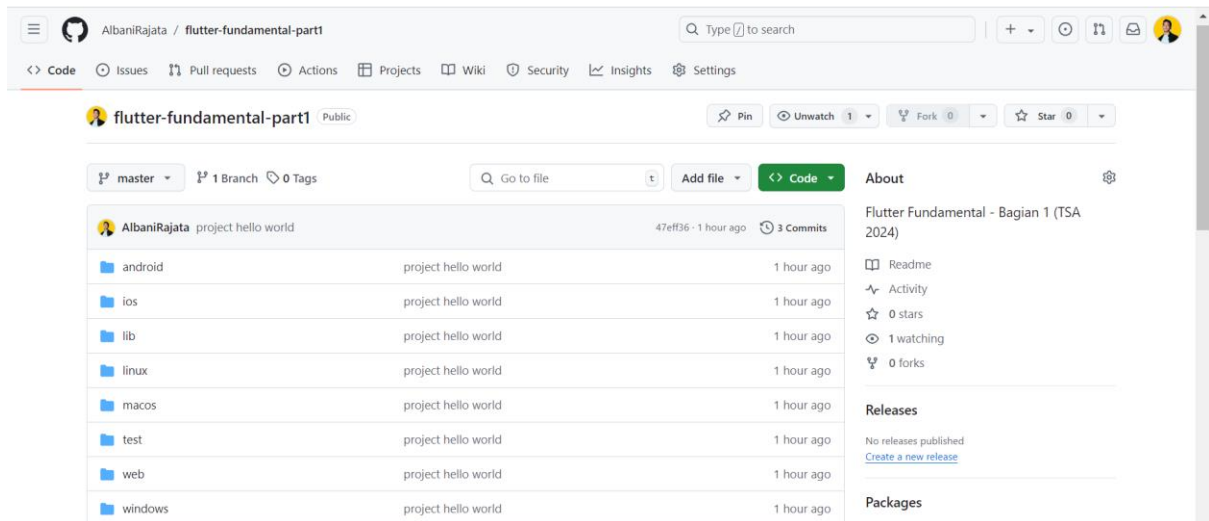 AlbaniRajata / flutter-fundamental-part1
Type / to search
<> Code Issues Pull requests Actions Projects Wiki Security Insights Settings
flutter-fundamental-part1 Public
Pin Unwatch 1 Fork 0 Star 0
master 1 Branch 0 Tags Go to file t Add file <> Code
AlbaniRajata project hello world 47eff36 · 1 hour ago 3 Commits
android project hello world 1 hour ago
ios project hello world 1 hour ago
lib project hello world 1 hour ago
linux project hello world 1 hour ago
macos project hello world 1 hour ago
test project hello world 1 hour ago
web project hello world 1 hour ago
windows project hello world 1 hour ago
About
Flutter Fundamental - Bagian 1 (TSA
2024)
Readme
Activity
0 stars
1 watching
0 forks
Releases
No releases published
Create a new release
Packages